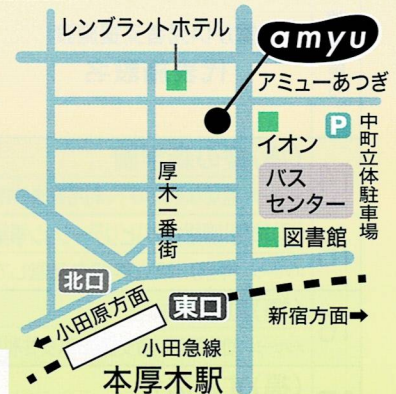 レンブラントホテル
amyu
アミューあつぎ
イオン
P
中町立体駐車場
バス
センター
厚木一番街
図書館
北口
東口
←小田原方面
新宿方面→
小田急線
本厚木駅